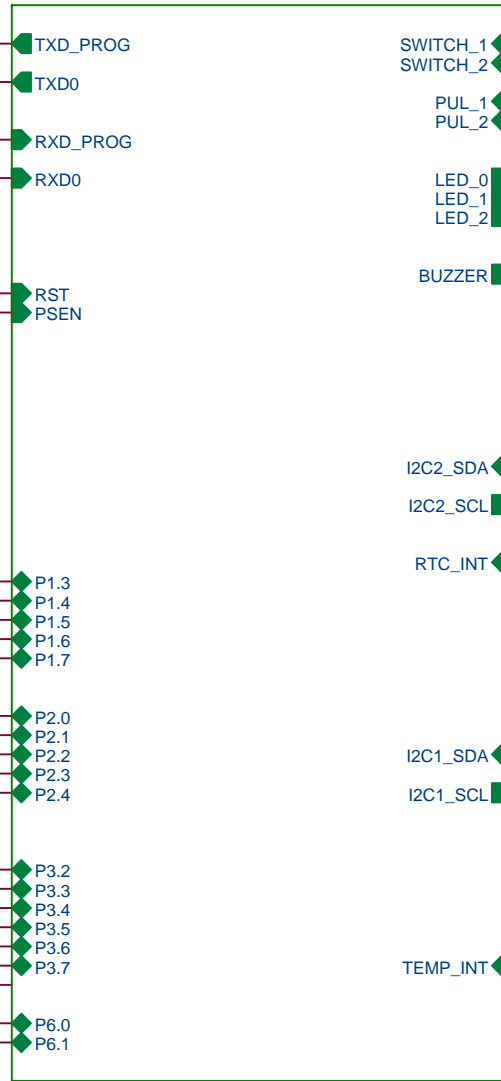 TXD_PROG
TXD0
RXD_PROG
RXD0
RST
PSEN
P1.3
P1.4
P1.5
P1.6
P1.7
P2.0
P2.1
P2.2
P2.3
P2.4
P3.2
P3.3
P3.4
P3.5
P3.6
P3.7
P6.0
P6.1
SWITCH_1
SWITCH_2
PUL_1
PUL_2
LED_0
LED_1
LED_2
BUZZER
I2C2_SDA
I2C2_SCL
RTC_INT
I2C1_SDA
I2C1_SCL
TEMP_INT